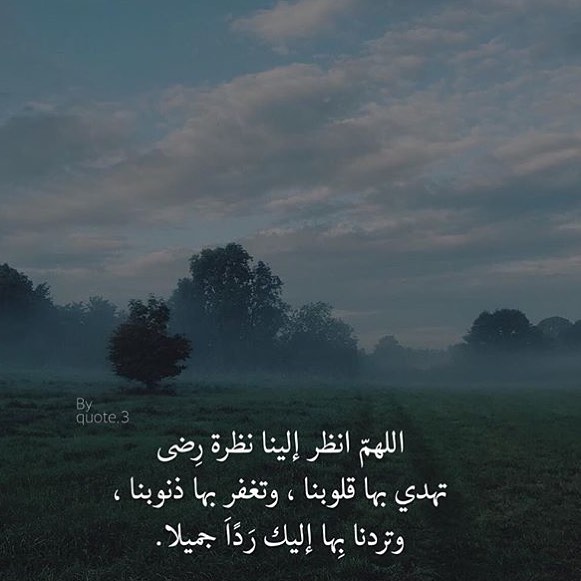 By
quote.3
اللهمّ انظر إلينا نظرة رِضى
تهدي بها قلوبنا ، وتغفر بها ذنوبنا ،
وتردنا بِها إليك رَدًاَ جميلا.